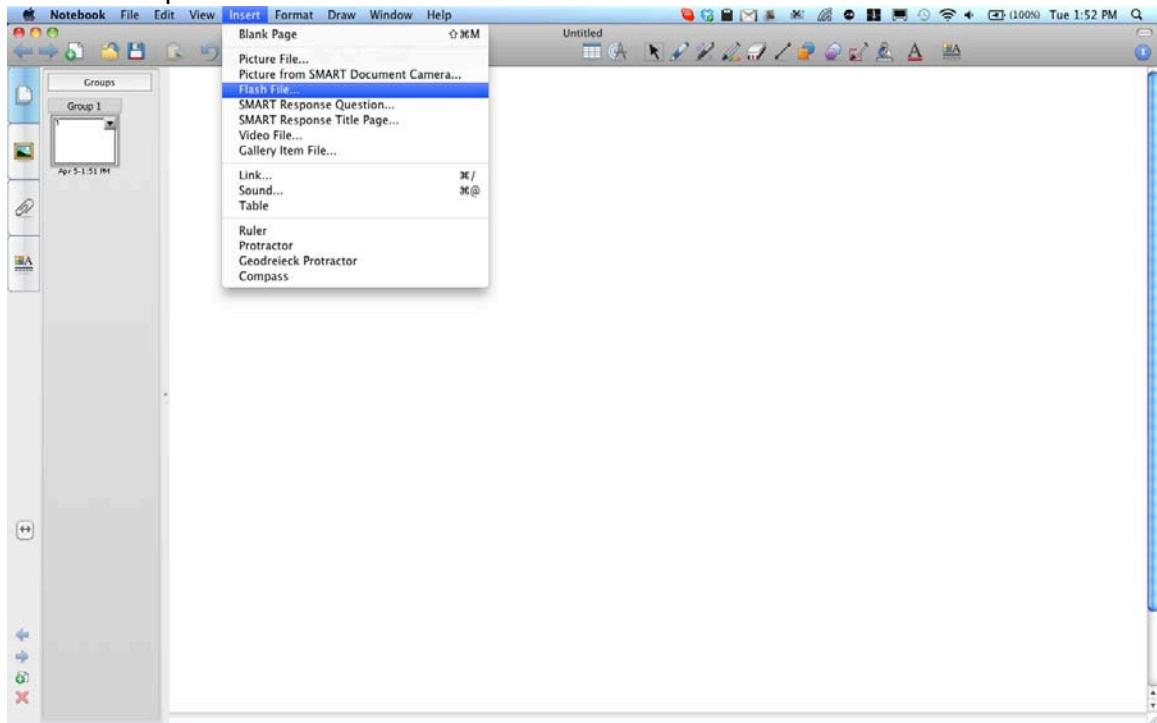 Notebook File Edit View Insert Format Draw Window Help (100%) Tue 1:52 PM
Untitled
Groups
Group 1
1
Apr 5-1:51 PM
Blank Page ⇧⌘M
Picture File...
Picture from SMART Document Camera...
Flash File...
SMART Response Question...
SMART Response Title Page...
Video File...
Gallery Item File...
Link... ⌘/
Sound... ⌘@
Table
Ruler
Protractor
Geodreieck Protractor
Compass